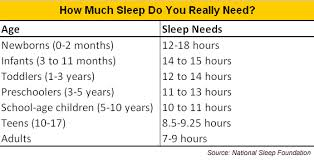 How Much Sleep Do You Really Need?
Age Sleep Needs
Newborns (0-2 months) 12-18 hours
Infants (3 to 11 months) 14 to 15 hours
Toddlers (1-3 years) 12 to 14 hours
Preschoolers (3-5 years) 11 to 13 hours
School-age children (5-10 years) 10 to 11 hours
Teens (10-17) 8.5-9.25 hours
Adults 7-9 hours
Source: National Sleep Foundation